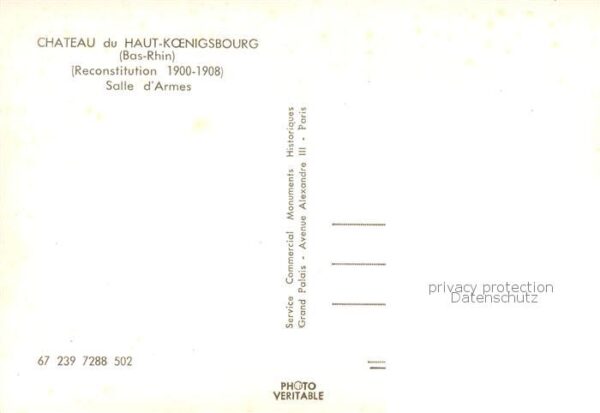 CHATEAU du HAUT-KŒNIGSBOURG
(Bas-Rhin)
(Reconstitution 1900-1908)
Salle d'Armes
Service Commercial Monuments Historiques
Grand Palais - Avenue Alexandre III - Paris
privacy protection
Datenschutz
67 239 7288 502
PHOTO
VERITABLE